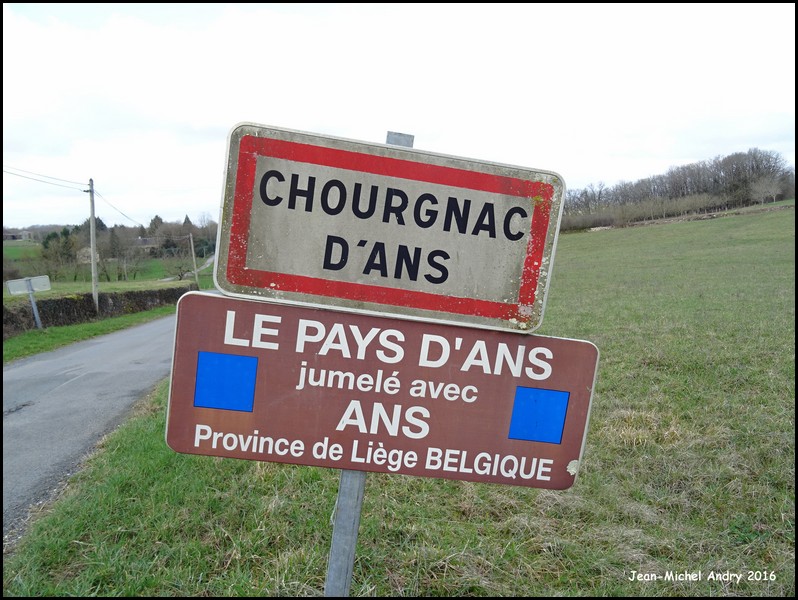 CHOURGNAC
D'ANS
LE PAYS D'ANS
jumelé avec
ANS
Province de Liège BELGIQUE
Jean-Michel Andry 2016